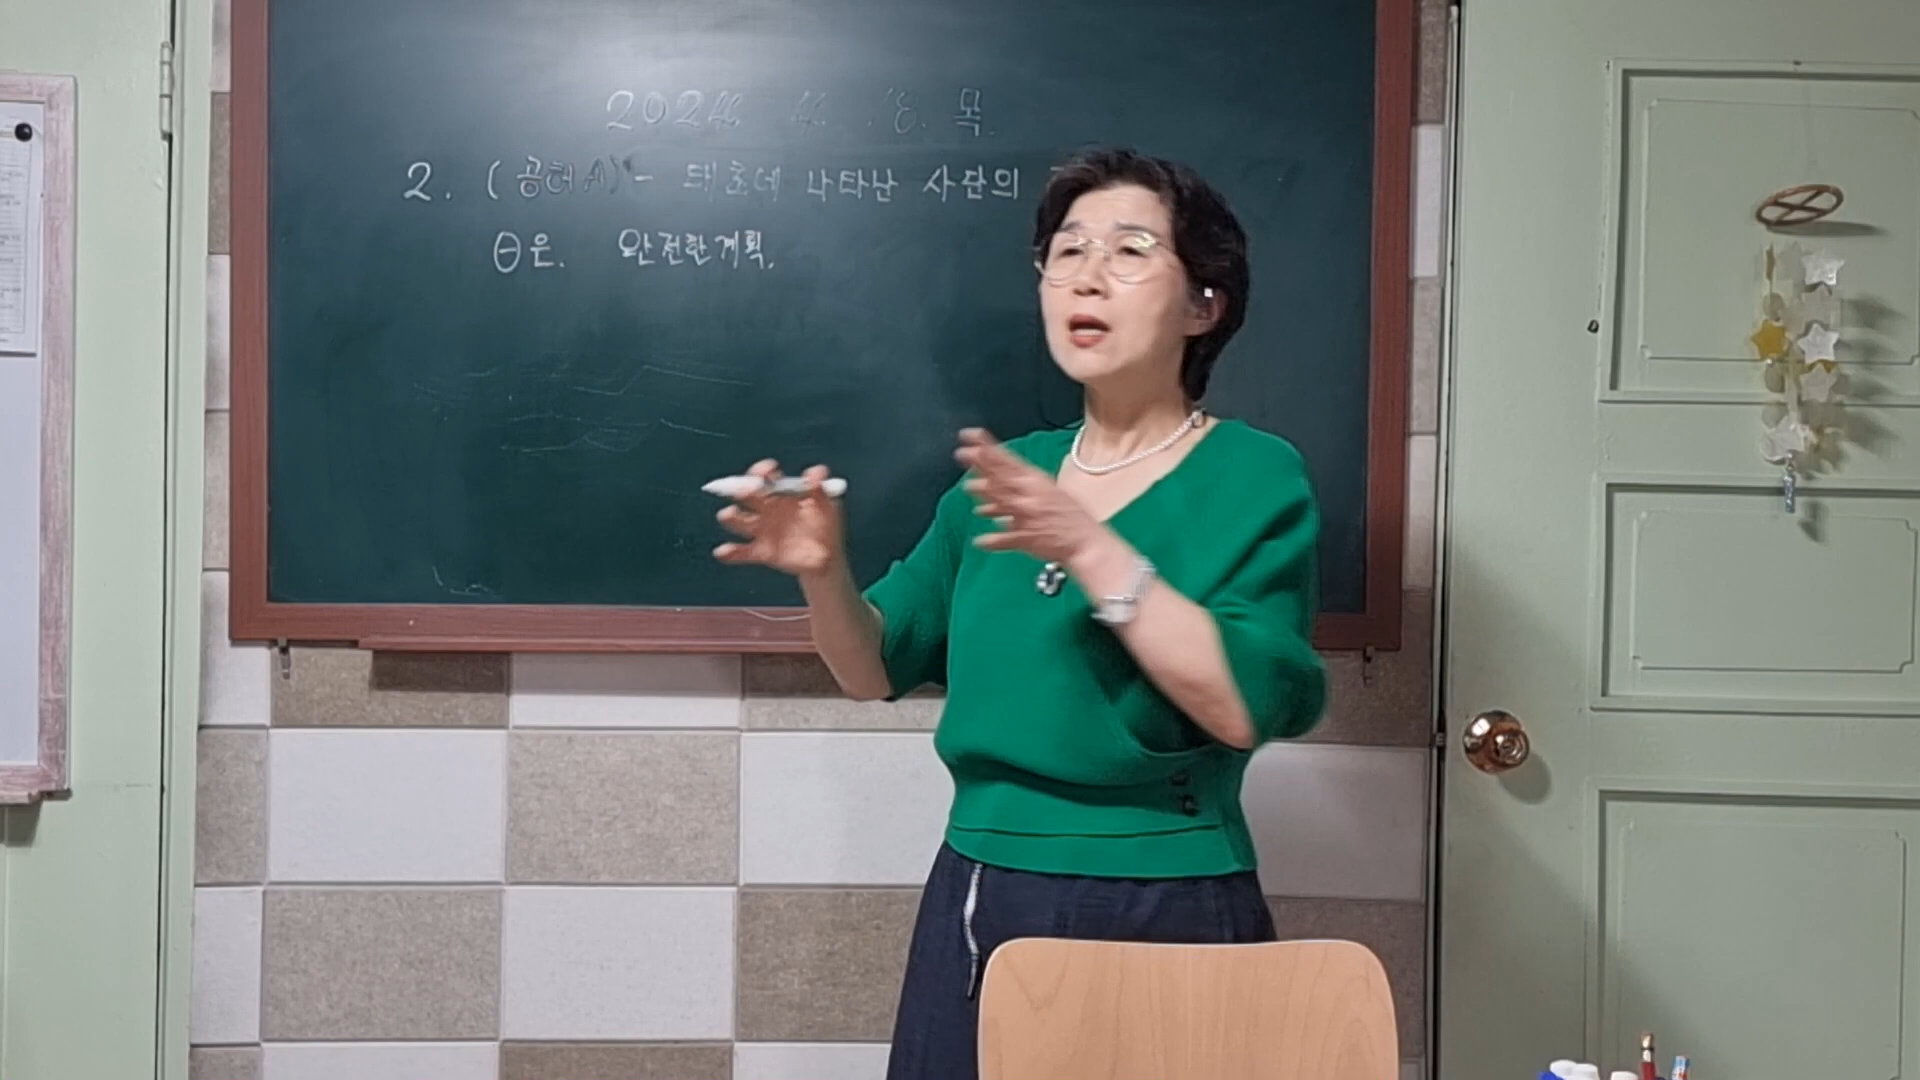 2024. 4. 18. 목.
2. (공허A) - 태초에 나타난 사단의
θ은. 완전한계획.